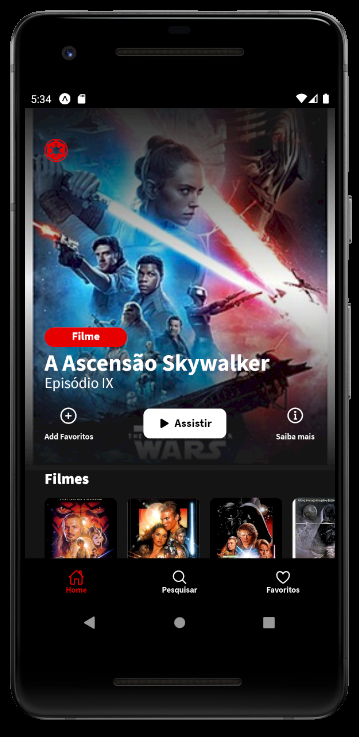 5:34
Filme
A Ascensão Skywalker
Episódio IX
Add Favoritos
Assistir
Saiba mais
WARS
Filmes
Home
Pesquisar
Favoritos